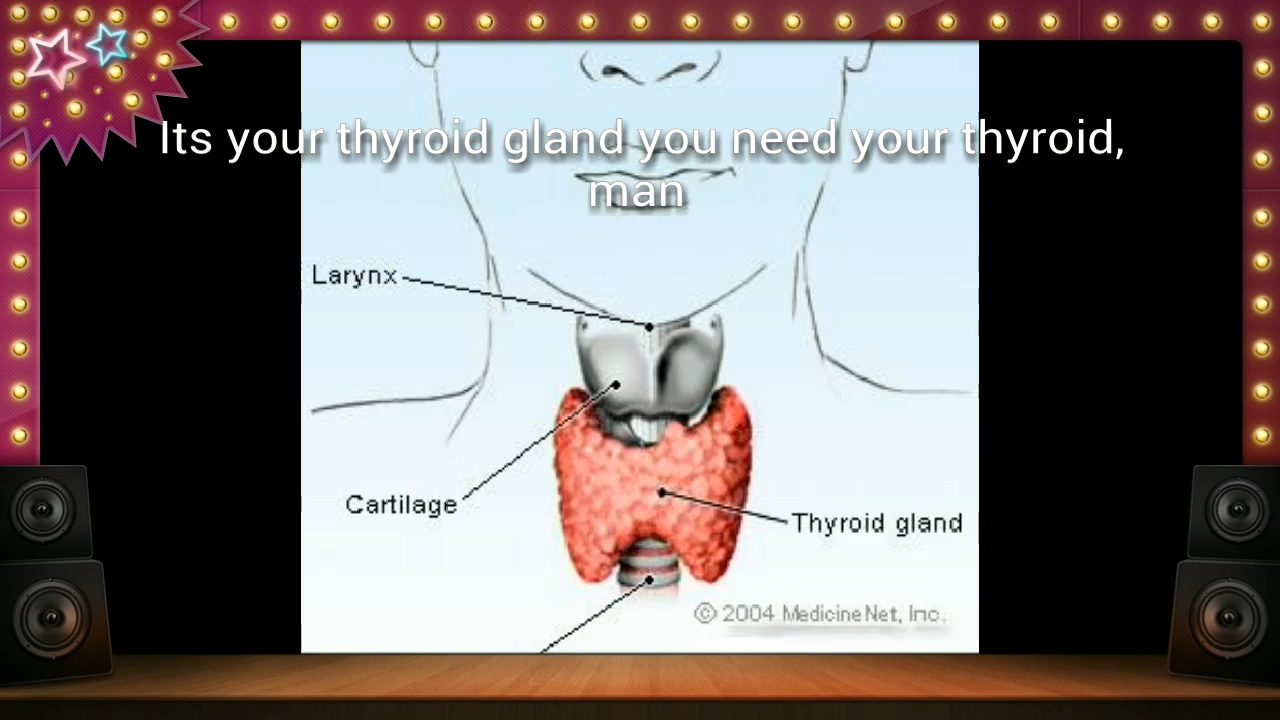 Its your thyroid gland you need your thyroid,
man
Larynx
Cartilage
Thyroid gland
© 2004 MedicineNet, Inc.